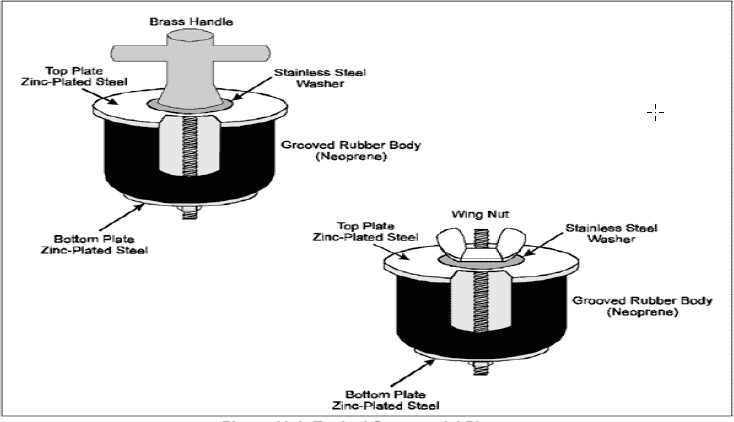 Brass Handle
Top Plate
Zinc-Plated Steel
Stainless Steel
Washer
Grooved Rubber Body
(Neoprene)
Bottom Plate
Zinc-Plated Steel
Wing Nut
Top Plate
Zinc-Plated Steel
Stainless Steel
Washer
Grooved Rubber Body
(Neoprene)
Bottom Plate
Zinc-Plated Steel